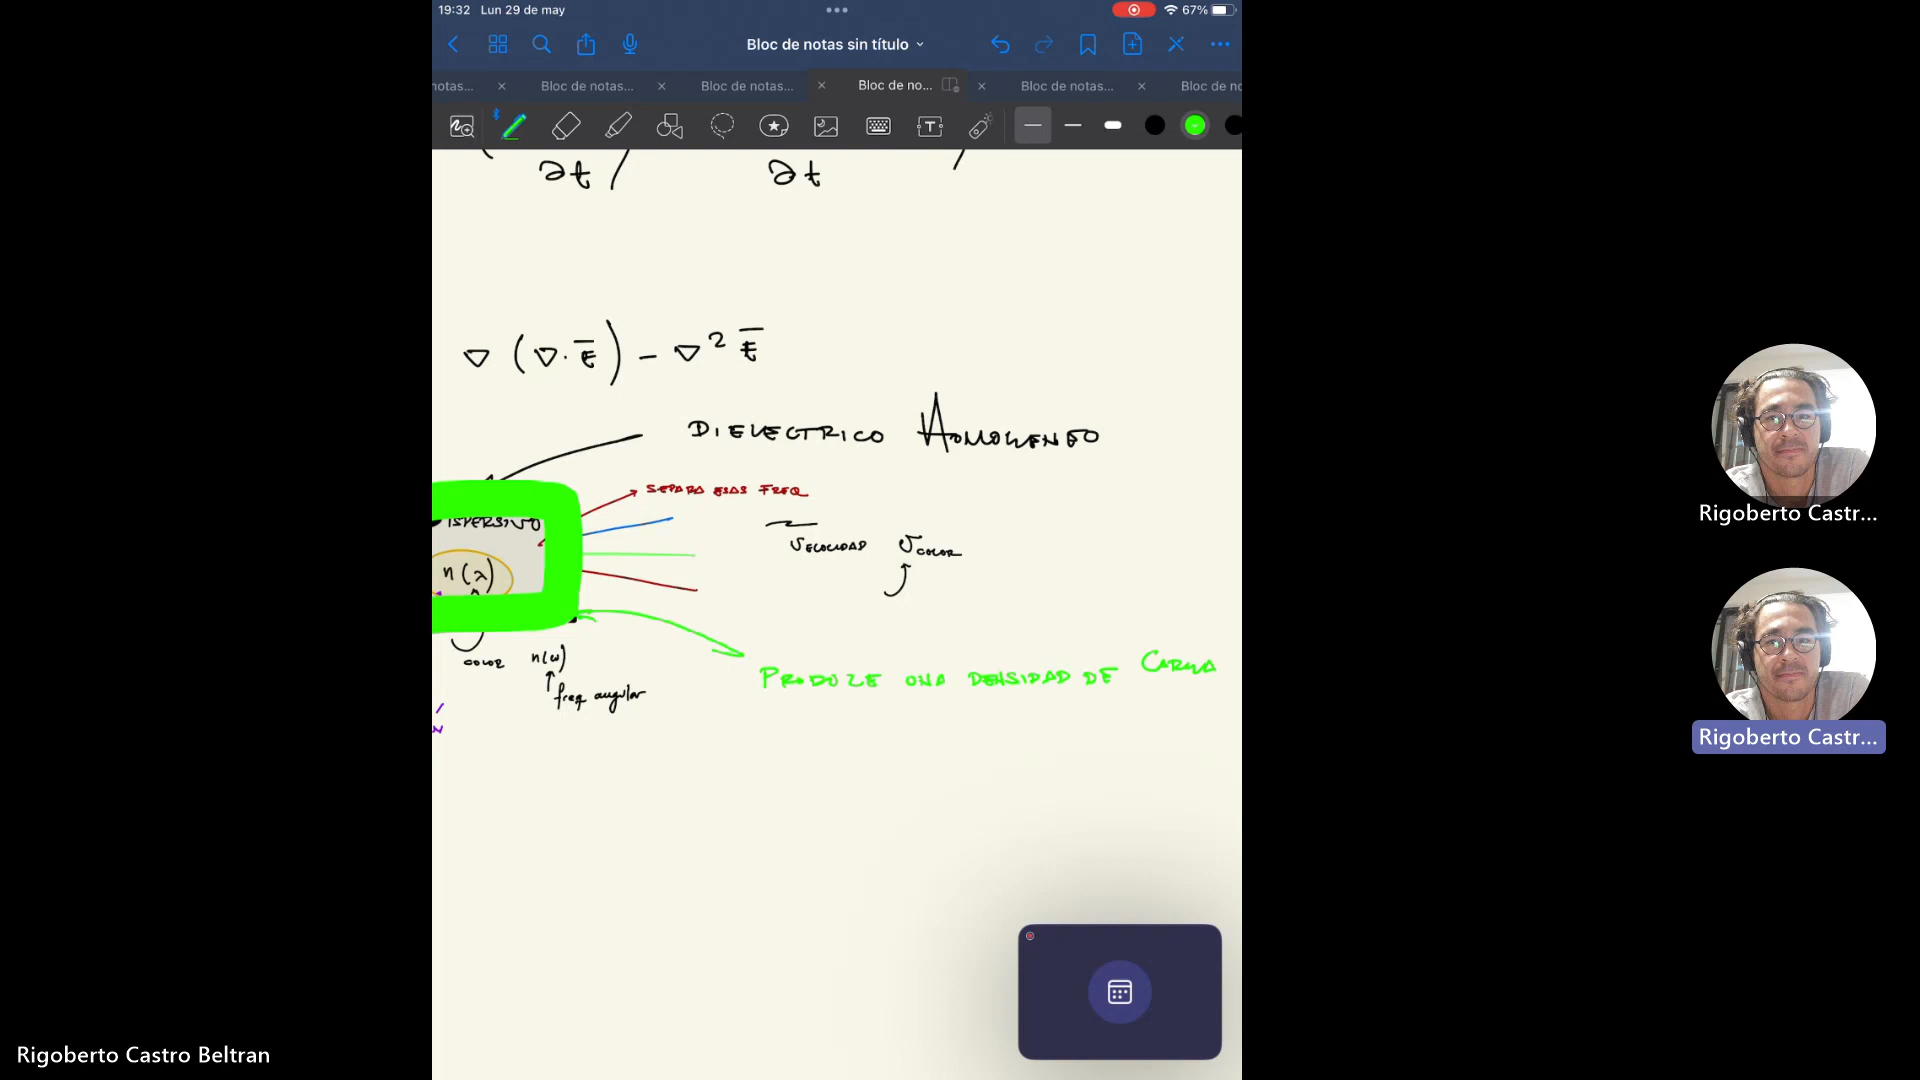 19:32 Lun 29 de may
67%
Bloc de notas sin título
notas... Bloc de notas... Bloc de notas... Bloc de no... Bloc de notas... Bloc de no
∂t ∂t
∇ (∇·E̅) − ∇² E̅
DIELECTRICO HOMOGENEO
SEPARA ESAS FREQ
ISPERSIVO
VELOCIDAD V COLOR
n(λ)
COLOR n(ω)
freq angular
PRODUCE UNA DENSIDAD DE CARGA
Rigoberto Castr...
Rigoberto Castr...
Rigoberto Castro Beltran